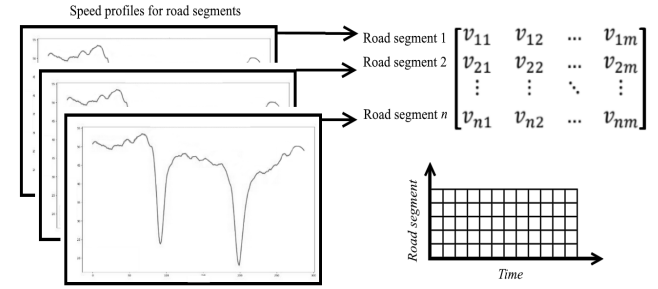 Speed profiles for road segments
Road segment 1
Road segment 2
Road segment n
v11 v12 ... v1m
v21 v22 ... v2m
⋮ ⋮ ⋱ ⋮
vn1 vn2 ... vnm
Road segment
Time